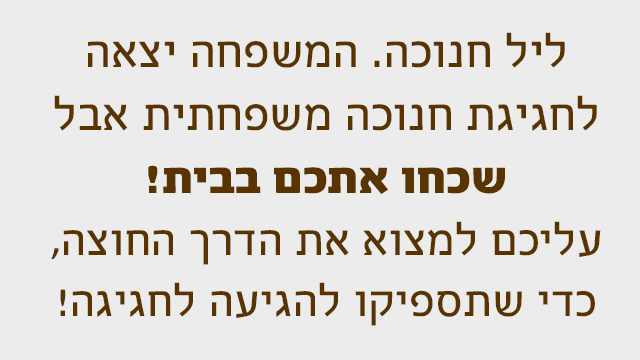 ליל חנוכה. המשפחה יצאה
לחגיגת חנוכה משפחתית אבל
שכחו אתכם בבית!
עליכם למצוא את הדרך החוצה,
כדי שתספיקו להגיעה לחגיגה!